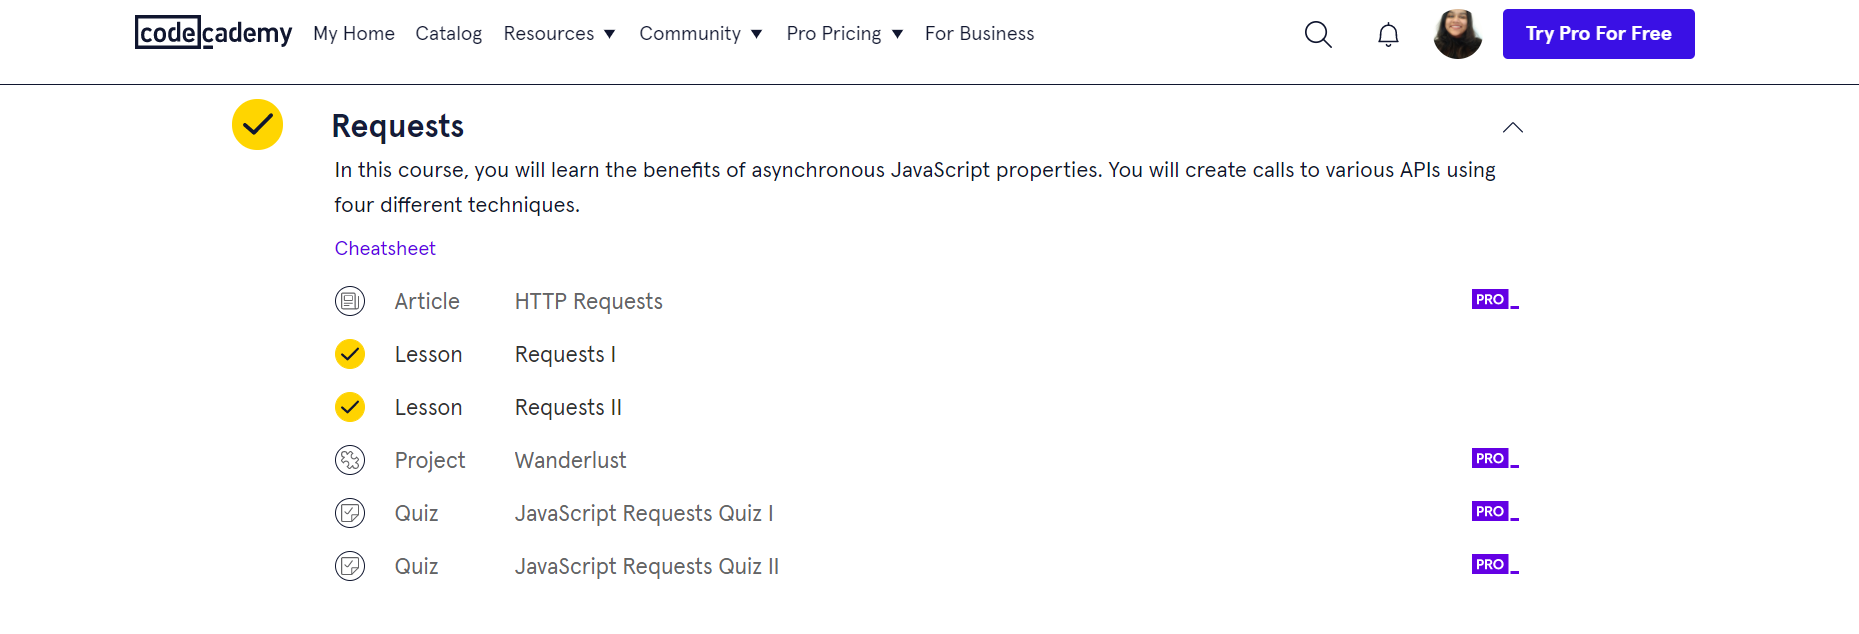 codecademy My Home Catalog Resources Community Pro Pricing For Business Try Pro For Free
Requests
In this course, you will learn the benefits of asynchronous JavaScript properties. You will create calls to various APIs using
four different techniques.
Cheatsheet
Article HTTP Requests PRO
Lesson Requests I
Lesson Requests II
Project Wanderlust PRO
Quiz JavaScript Requests Quiz I PRO
Quiz JavaScript Requests Quiz II PRO